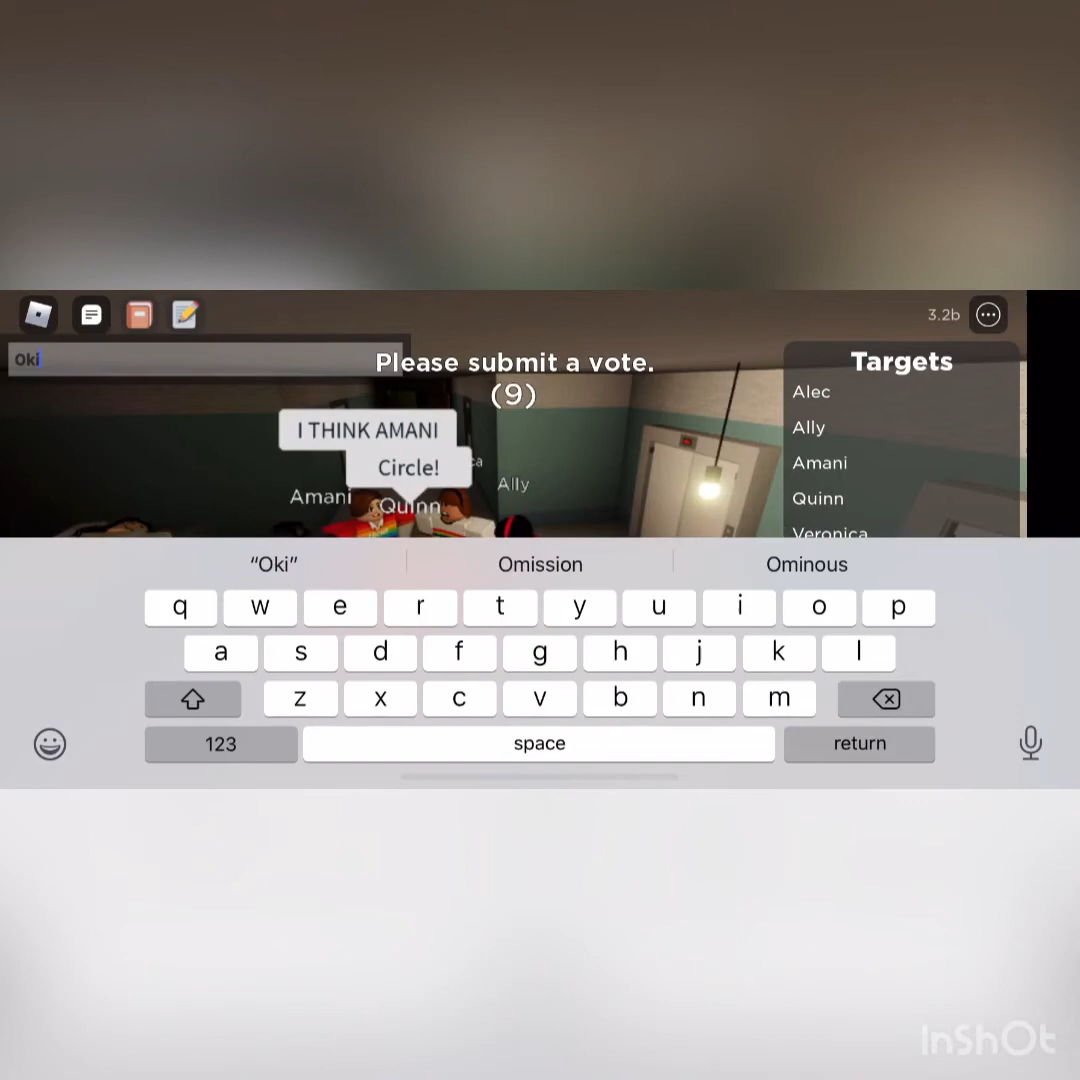 3.2b
Oki
Please submit a vote.
(9)
Targets
Alec
Ally
Amani
Quinn
Veronica
I THINK AMANI
Circle!
ca
Ally
Amani
Quinn
“Oki” Omission Ominous
q w e r t y u i o p
a s d f g h j k l
z x c v b n m
123 space return
InShOt